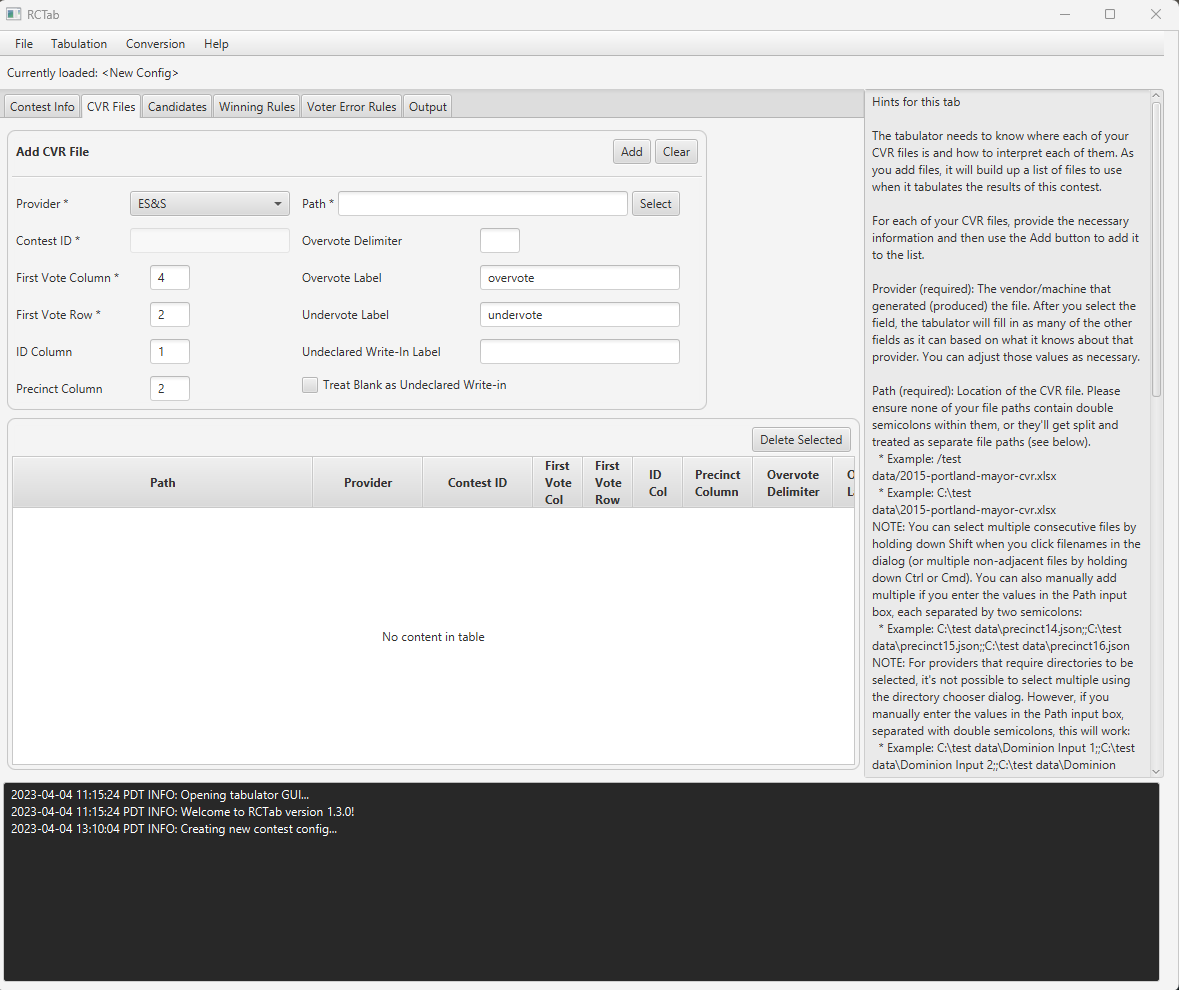 RCTab
File Tabulation Conversion Help
Currently loaded: <New Config>
Contest Info CVR Files Candidates Winning Rules Voter Error Rules Output
Add CVR File Add Clear
Provider * ES&S Path * Select
Contest ID * Overvote Delimiter
First Vote Column * 4 Overvote Label overvote
First Vote Row * 2 Undervote Label undervote
ID Column 1 Undeclared Write-In Label
Precinct Column 2 Treat Blank as Undeclared Write-in
Delete Selected
Path Provider Contest ID First Vote Col First Vote Row ID Col Precinct Column Overvote Delimiter
No content in table
Hints for this tab
The tabulator needs to know where each of your
CVR files is and how to interpret each of them. As
you add files, it will build up a list of files to use
when it tabulates the results of this contest.
For each of your CVR files, provide the necessary
information and then use the Add button to add it
to the list.
Provider (required): The vendor/machine that
generated (produced) the file. After you select the
field, the tabulator will fill in as many of the other
fields as it can based on what it knows about that
provider. You can adjust those values as necessary.
Path (required): Location of the CVR file. Please
ensure none of your file paths contain double
semicolons within them, or they'll get split and
treated as separate file paths (see below).
* Example: /test
data/2015-portland-mayor-cvr.xlsx
* Example: C:\test
data\2015-portland-mayor-cvr.xlsx
NOTE: You can select multiple consecutive files by
holding down Shift when you click filenames in the
dialog (or multiple non-adjacent files by holding
down Ctrl or Cmd). You can also manually add
multiple if you enter the values in the Path input
box, each separated by two semicolons:
* Example: C:\test data\precinct14.json;;C:\test
data\precinct15.json;;C:\test data\precinct16.json
NOTE: For providers that require directories to be
selected, it's not possible to select multiple using
the directory chooser dialog. However, if you
manually enter the values in the Path input box,
separated with double semicolons, this will work:
* Example: C:\test data\Dominion Input 1;;C:\test
data\Dominion Input 2;;C:\test data\Dominion
2023-04-04 11:15:24 PDT INFO: Opening tabulator GUI...
2023-04-04 11:15:24 PDT INFO: Welcome to RCTab version 1.3.0!
2023-04-04 13:10:04 PDT INFO: Creating new contest config...